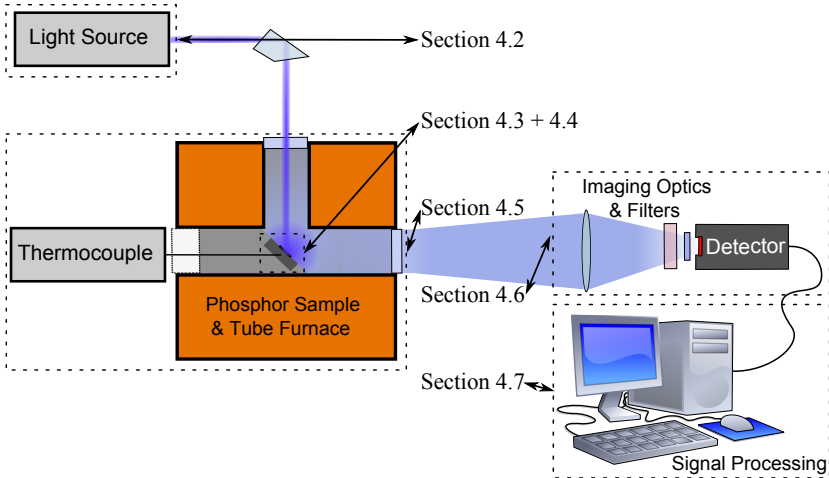 Light Source
Section 4.2
Section 4.3 + 4.4
Section 4.5
Imaging Optics
& Filters
Thermocouple
Detector
Phosphor Sample
& Tube Furnace
Section 4.6
Section 4.7
Signal Processing